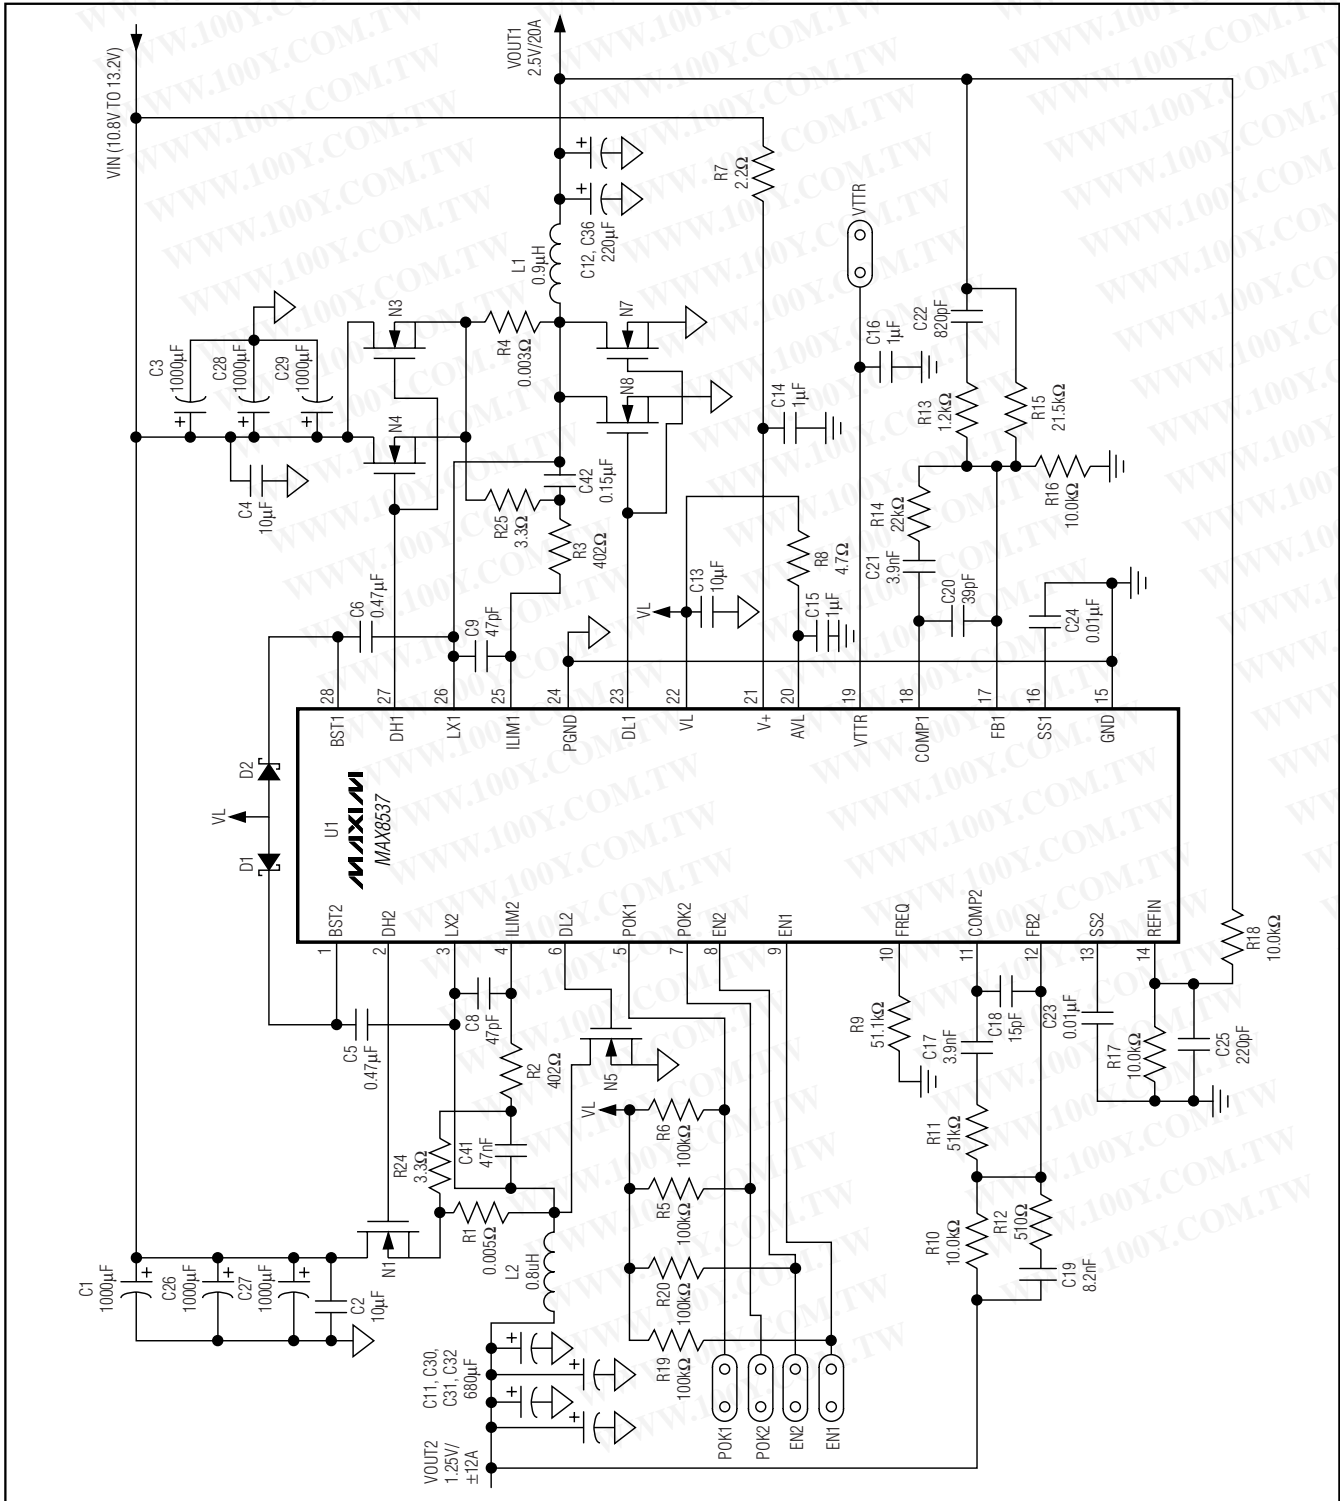 WWW.100Y.COM.TW
VIN (10.8V TO 13.2V)
VOUT1
2.5V/20A
C3
1000µF
C28
1000µF
C29
1000µF
C4
10µF
N3
N4
R4
0.003Ω
L1
0.9µH
C12, C36
220µF
N7
N8
R7
2.2Ω
VTTR
C16
1µF
C22
820pF
R13
1.2kΩ
R15
21.5kΩ
C14
1µF
R25
3.3Ω
C42
0.15µF
R3
402Ω
R8
4.7Ω
R14
22kΩ
R16
10.0kΩ
C21
3.9nF
C20
39pF
C24
0.01µF
C6
0.47µF
C9
47pF
VL
C13
10µF
C15
1µF
28
27
26
25
24
23
22
21
20
19
18
17
16
15
BST1
DH1
LX1
ILIM1
PGND
DL1
VL
V+
AVL
VTTR
COMP1
FB1
SS1
GND
D2
VL
D1
U1
MAXIM
MAX8537
BST2
DH2
LX2
ILIM2
DL2
POK1
POK2
EN2
EN1
FREQ
COMP2
FB2
SS2
REFIN
1
2
3
4
6
5
7
8
9
10
11
12
13
14
R18
10.0kΩ
C5
0.47µF
C8
47pF
R2
402Ω
N5
R9
51.1kΩ
C17
3.9nF
C18
15pF
C23
0.01µF
R17
10.0kΩ
C25
220pF
R24
3.3Ω
C41
47nF
VL
R6
100kΩ
R5
100kΩ
R20
100kΩ
R19
100kΩ
R11
51kΩ
R10
10.0kΩ
R12
510Ω
C19
8.2nF
C1
1000µF
C26
1000µF
C27
1000µF
C2
10µF
N1
R1
0.005Ω
L2
0.8uH
C11, C30,
C31, C32
680µF
VOUT2
1.25V/
±12A
POK1
POK2
EN2
EN1